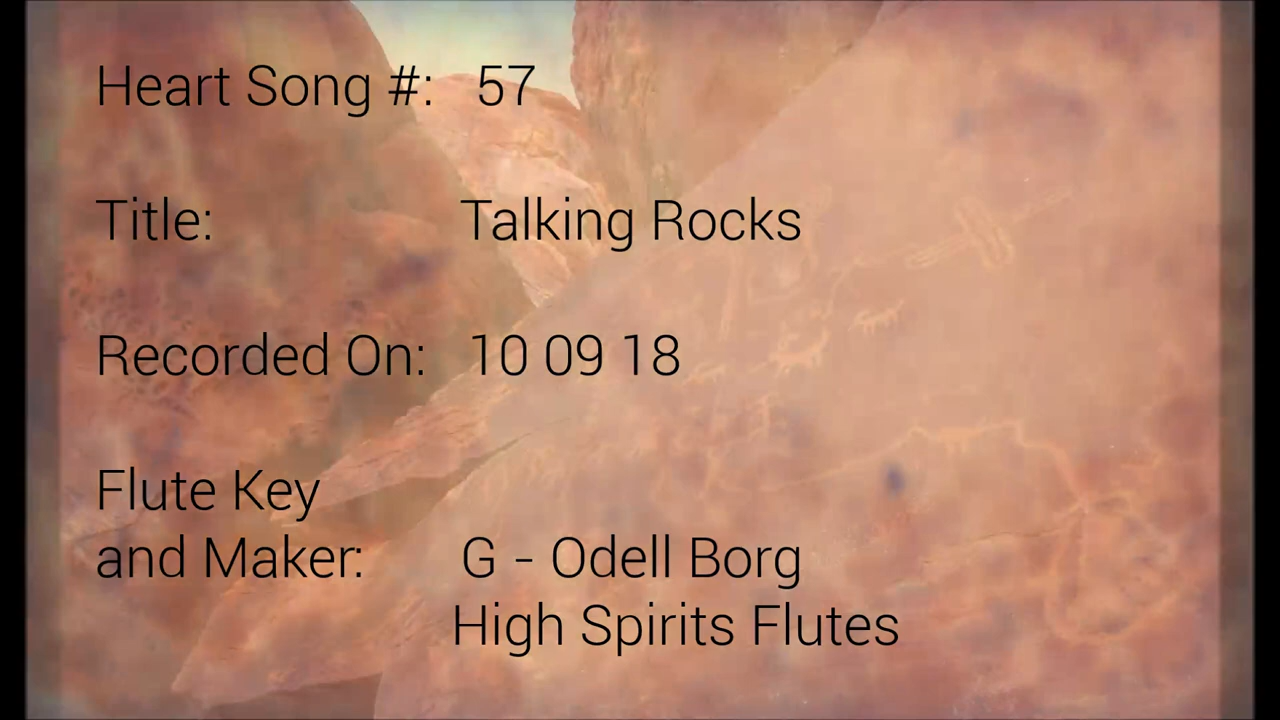 Heart Song #: 57
Title: Talking Rocks
Recorded On: 10 09 18
Flute Key
and Maker: G - Odell Borg
High Spirits Flutes